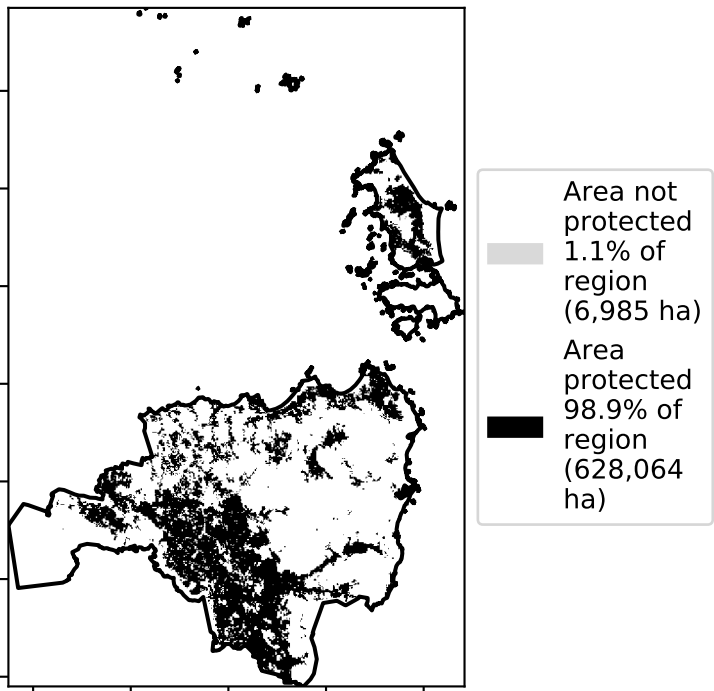 Area not
protected
1.1% of
region
(6,985 ha)
Area
protected
98.9% of
region
(628,064
ha)